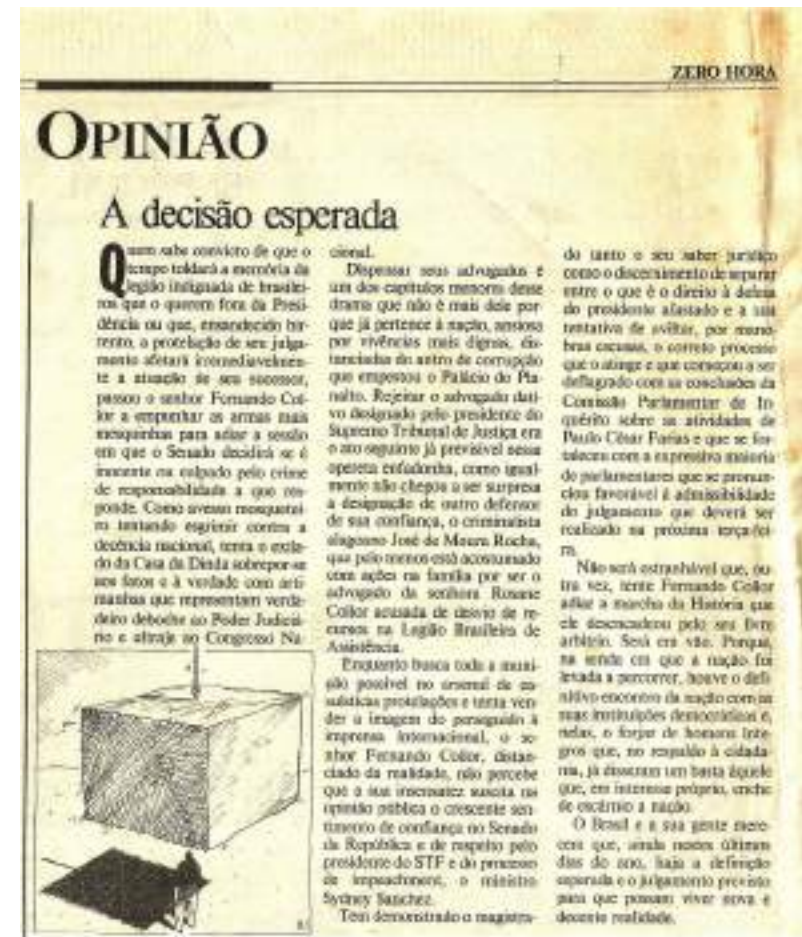 ZERO HORA
OPINIÃO
A decisão esperada
Quem sabe convicto de que o
tempo toldará a memória da
legião indignada de brasilei-
ros que o querem fora da Presi-
dência ou que, ensandecido bir-
rento, a protelação de seu julga-
mento afetará irremediavelmen-
te a atuação de seu sucessor,
passou o senhor Fernando Col-
lor a empunhar as armas mais
mesquinhas para adiar a sessão
em que o Senado decidirá se é
inocente ou culpado pelo crime
de responsabilidade a que res-
ponde. Como avesso mosquetei-
ro tentando esgrimir contra a
decência nacional, tenta o exila-
do da Casa da Dinda sobrepor-se
aos fatos e à verdade com arti-
manhas que representam verda-
deiro deboche ao Poder Judiciá-
rio e ultraje ao Congresso Na-
cional.
Dispensar seus advogados é
um dos capítulos menores desse
drama que não é mais dele por-
que já pertence à nação, ansiosa
por vivências mais dignas, dis-
tanciadas do antro de corrupção
que empestou o Palácio do Pla-
nalto. Rejeitar o advogado dati-
vo designado pelo presidente do
Supremo Tribunal de Justiça era
o ato seguinte já previsível nessa
opereta enfadonha, como igual-
mente não chegou a ser surpresa
a designação de outro defensor
de sua confiança, o criminalista
alagoano José de Moura Rocha,
que pelo menos está acostumado
com ações na família por ser o
advogado da senhora Rosane
Collor acusada de desvio de re-
cursos na Legião Brasileira de
Assistência.
Enquanto busca toda a muni-
ção possível no arsenal de ca-
suísticas protelações e tenta ven-
der a imagem do perseguido à
imprensa internacional, o se-
nhor Fernando Collor, distan-
ciado da realidade, não percebe
que a sua insensatez suscita na
opinião pública o crescente sen-
timento de confiança no Senado
da República e de respeito pelo
presidente do STF e do processo
de impeachment, o ministro
Sydney Sanches.
Tem demonstrado o magistra-
do tanto o seu saber jurídico
como o discernimento de separar
entre o que é o direito à defesa
do presidente afastado e a sua
tentativa de aviltar, por mano-
bras escusas, o correto processo
que o atinge e que começou a ser
deflagrado com as conclusões da
Comissão Parlamentar de In-
quérito sobre as atividades de
Paulo César Farias e que se for-
taleceu com a expressiva maioria
de parlamentares que se pronun-
ciou favorável à admissibilidade
do julgamento que deverá ser
realizado na próxima terça-fei-
ra.
Não será estranhável que, ou-
tra vez, tente Fernando Collor
adiar a marcha da História que
ele desencadeou pelo seu livre
arbítrio. Será em vão. Porque,
na senda em que a nação foi
levada a percorrer, houve o defi-
nitivo encontro da nação com as
suas instituições democráticas e,
nelas, o forjar de homens ínte-
gros que, no respaldo à cidada-
nia, já disseram um basta àquele
que, em interesse próprio, enche
de escárnio a nação.
O Brasil e a sua gente mere-
cem que, ainda nestes últimos
dias do ano, haja a definição
esperada e o julgamento previsto
para que possam viver nova e
decente realidade.